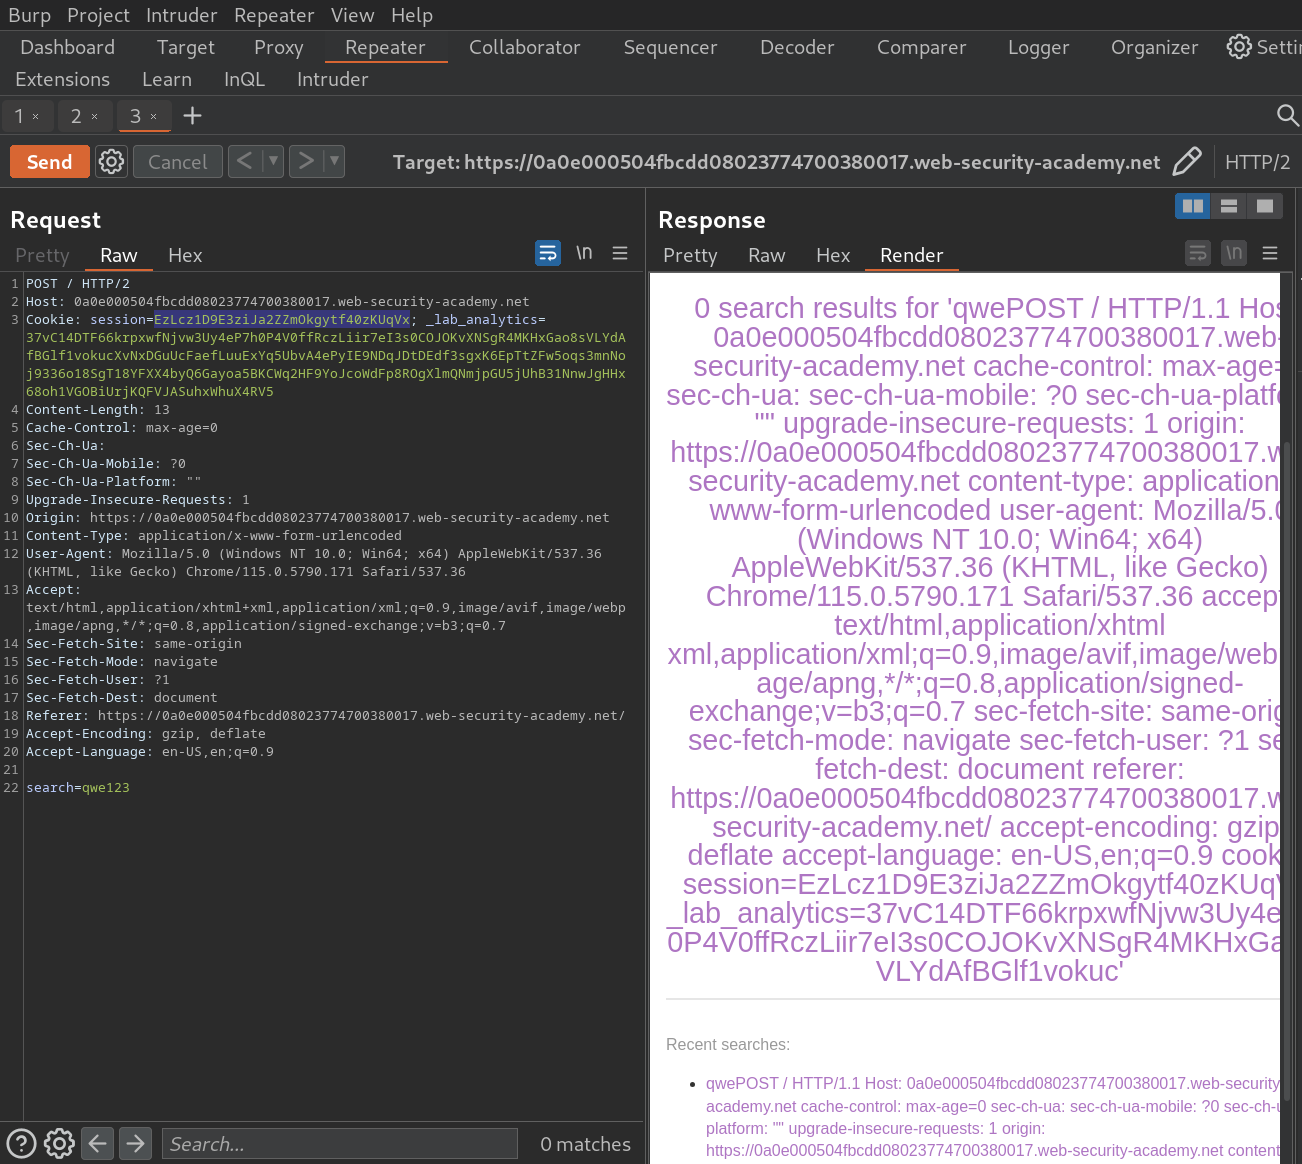 Burp Project Intruder Repeater View Help
Dashboard Target Proxy Repeater Collaborator Sequencer Decoder Comparer Logger Organizer Settin
Extensions Learn InQL Intruder
1 × 2 × 3 × +
Send Cancel < ▼ > ▼ Target: https://0a0e000504fbcdd08023774700380017.web-security-academy.net HTTP/2
Request
Pretty Raw Hex \n
1 POST / HTTP/2
2 Host: 0a0e000504fbcdd08023774700380017.web-security-academy.net
3 Cookie: session=EzLcz1D9E3ziJa2ZZmOkgytf40zKUqVx; _lab_analytics=
37vC14DTF66krpxwfNjvw3Uy4eP7h0P4V0ffRczLiir7eI3s0COJOKvXNSgR4MKHxGao8sVLYdA
fBGlf1vokucXvNxDGuUcFaefLuuExYq5UbvA4ePyIE9NDqJDtDEdf3sgxK6EpTtZFw5oqs3mnNo
j9336o18SgT18YFXX4byQ6Gayoa5BKCWq2HF9YoJcoWdFp8ROgXlmQNmjpGU5jUhB31NnwJgHHx
68oh1VGOBiUrjKQFVJASuhxWhuX4RV5
4 Content-Length: 13
5 Cache-Control: max-age=0
6 Sec-Ch-Ua:
7 Sec-Ch-Ua-Mobile: ?0
8 Sec-Ch-Ua-Platform: ""
9 Upgrade-Insecure-Requests: 1
10 Origin: https://0a0e000504fbcdd08023774700380017.web-security-academy.net
11 Content-Type: application/x-www-form-urlencoded
12 User-Agent: Mozilla/5.0 (Windows NT 10.0; Win64; x64) AppleWebKit/537.36
(KHTML, like Gecko) Chrome/115.0.5790.171 Safari/537.36
13 Accept:
text/html,application/xhtml+xml,application/xml;q=0.9,image/avif,image/webp
,image/apng,*/*;q=0.8,application/signed-exchange;v=b3;q=0.7
14 Sec-Fetch-Site: same-origin
15 Sec-Fetch-Mode: navigate
16 Sec-Fetch-User: ?1
17 Sec-Fetch-Dest: document
18 Referer: https://0a0e000504fbcdd08023774700380017.web-security-academy.net/
19 Accept-Encoding: gzip, deflate
20 Accept-Language: en-US,en;q=0.9
21
22 search=qwe123
Search... 0 matches
Response
Pretty Raw Hex Render \n
0 search results for 'qwePOST / HTTP/1.1 Hos
0a0e000504fbcdd08023774700380017.web-
security-academy.net cache-control: max-age=
sec-ch-ua: sec-ch-ua-mobile: ?0 sec-ch-ua-platfo
"" upgrade-insecure-requests: 1 origin:
https://0a0e000504fbcdd08023774700380017.w
security-academy.net content-type: application
www-form-urlencoded user-agent: Mozilla/5.0
(Windows NT 10.0; Win64; x64)
AppleWebKit/537.36 (KHTML, like Gecko)
Chrome/115.0.5790.171 Safari/537.36 accept
text/html,application/xhtml
xml,application/xml;q=0.9,image/avif,image/web
age/apng,*/*;q=0.8,application/signed-
exchange;v=b3;q=0.7 sec-fetch-site: same-orig
sec-fetch-mode: navigate sec-fetch-user: ?1 se
fetch-dest: document referer:
https://0a0e000504fbcdd08023774700380017.w
security-academy.net/ accept-encoding: gzip
deflate accept-language: en-US,en;q=0.9 cook
session=EzLcz1D9E3ziJa2ZZmOkgytf40zKUqV
_lab_analytics=37vC14DTF66krpxwfNjvw3Uy4e
0P4V0ffRczLiir7eI3s0COJOKvXNSgR4MKHxGa
VLYdAfBGlf1vokuc'
Recent searches:
• qwePOST / HTTP/1.1 Host: 0a0e000504fbcdd08023774700380017.web-security
academy.net cache-control: max-age=0 sec-ch-ua: sec-ch-ua-mobile: ?0 sec-ch-u
platform: "" upgrade-insecure-requests: 1 origin:
https://0a0e000504fbcdd08023774700380017.web-security-academy.net content